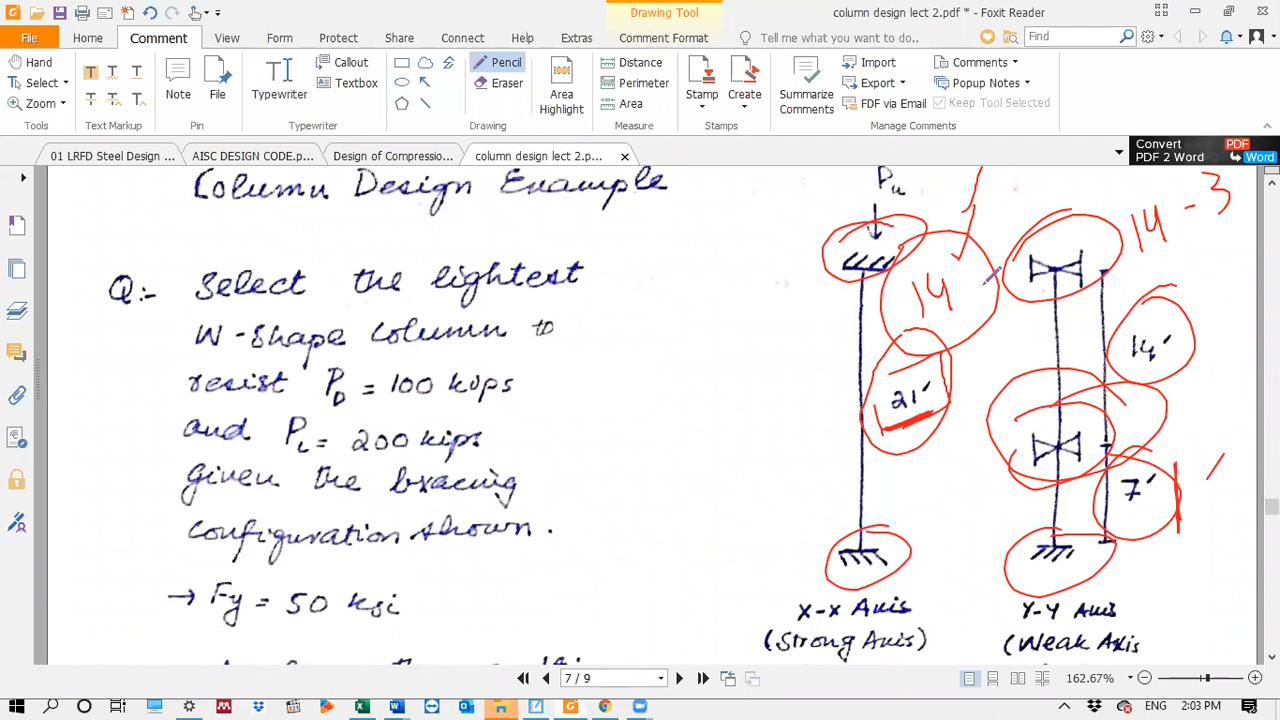 column design lect 2.pdf * - Foxit Reader
Drawing Tool
File Home Comment View Form Protect Share Connect Help Extras Comment Format Tell me what you want to do... Find
Hand
Select
Zoom
Tools
Text Markup
Note
File
Pin
Typewriter
Callout
Textbox
Typewriter
Pencil
Eraser
Drawing
Area
Highlight
Distance
Perimeter
Area
Measure
Stamp
Create
Stamps
Summarize
Comments
Import
Export
FDF via Email
Comments
Popup Notes
Keep Tool Selected
Manage Comments
01 LRFD Steel Design ...
AISC DESIGN CODE.p...
Design of Compressio...
column design lect 2.p...
Convert PDF
PDF 2 Word Word
Column Design Example
Q:- Select the lightest
W-Shape Column to
resist P_D = 100 kips
and P_L = 200 kips
given the bracing
configuration shown.
→ Fy = 50 ksi
Pu
14
21'
14 - 3
14'
7'
X-X Axis
(Strong Axis)
Y-Y Axis
(Weak Axis
7 / 9
162.67%
2:03 PM